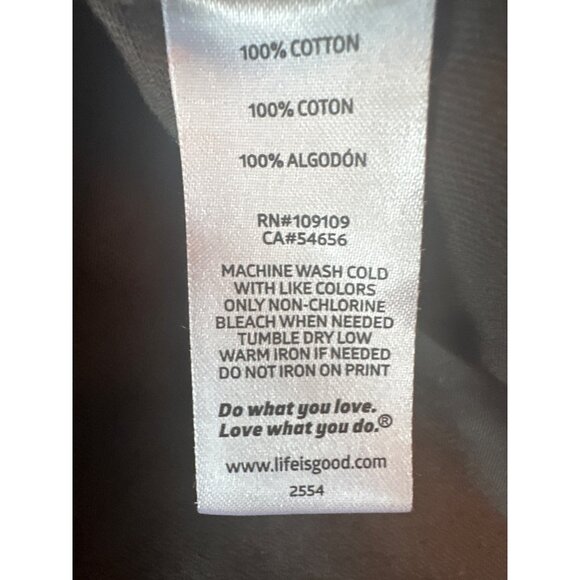 100% COTTON
100% COTON
100% ALGODÓN
RN#109109
CA#54656
MACHINE WASH COLD
WITH LIKE COLORS
ONLY NON-CHLORINE
BLEACH WHEN NEEDED
TUMBLE DRY LOW
WARM IRON IF NEEDED
DO NOT IRON ON PRINT
Do what you love.
Love what you do.®
www.lifeisgood.com
2554